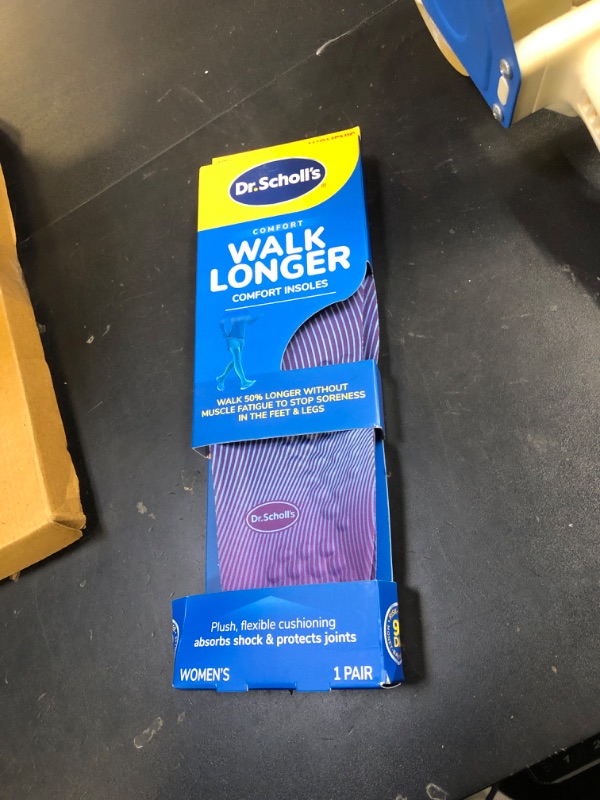 Dr.Scholl's
COMFORT
WALK
LONGER
COMFORT INSOLES
WALK 50% LONGER WITHOUT
MUSCLE FATIGUE TO STOP SORENESS
IN THE FEET & LEGS
Dr.Scholl's
Plush, flexible cushioning
absorbs shock & protects joints
WOMEN'S 1 PAIR